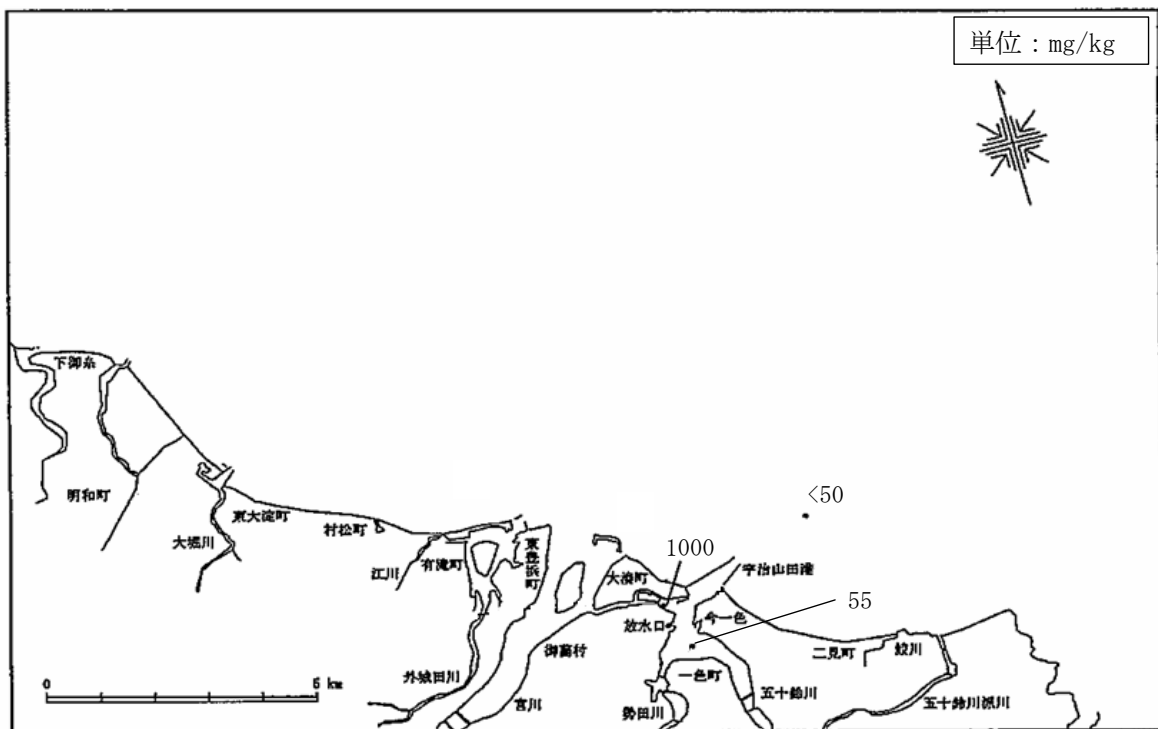 単位：mg/kg
下御糸
明和町
東大淀町
大堀川
村松町
江川
有滝町
東豊浜町
大湊町
<50
1000
55
宇治山田港
放水口
今一色
御薗村
二見町
鮫川
外城田川
宮川
一色町
勢田川
五十鈴川
五十鈴川派川
0
5 km